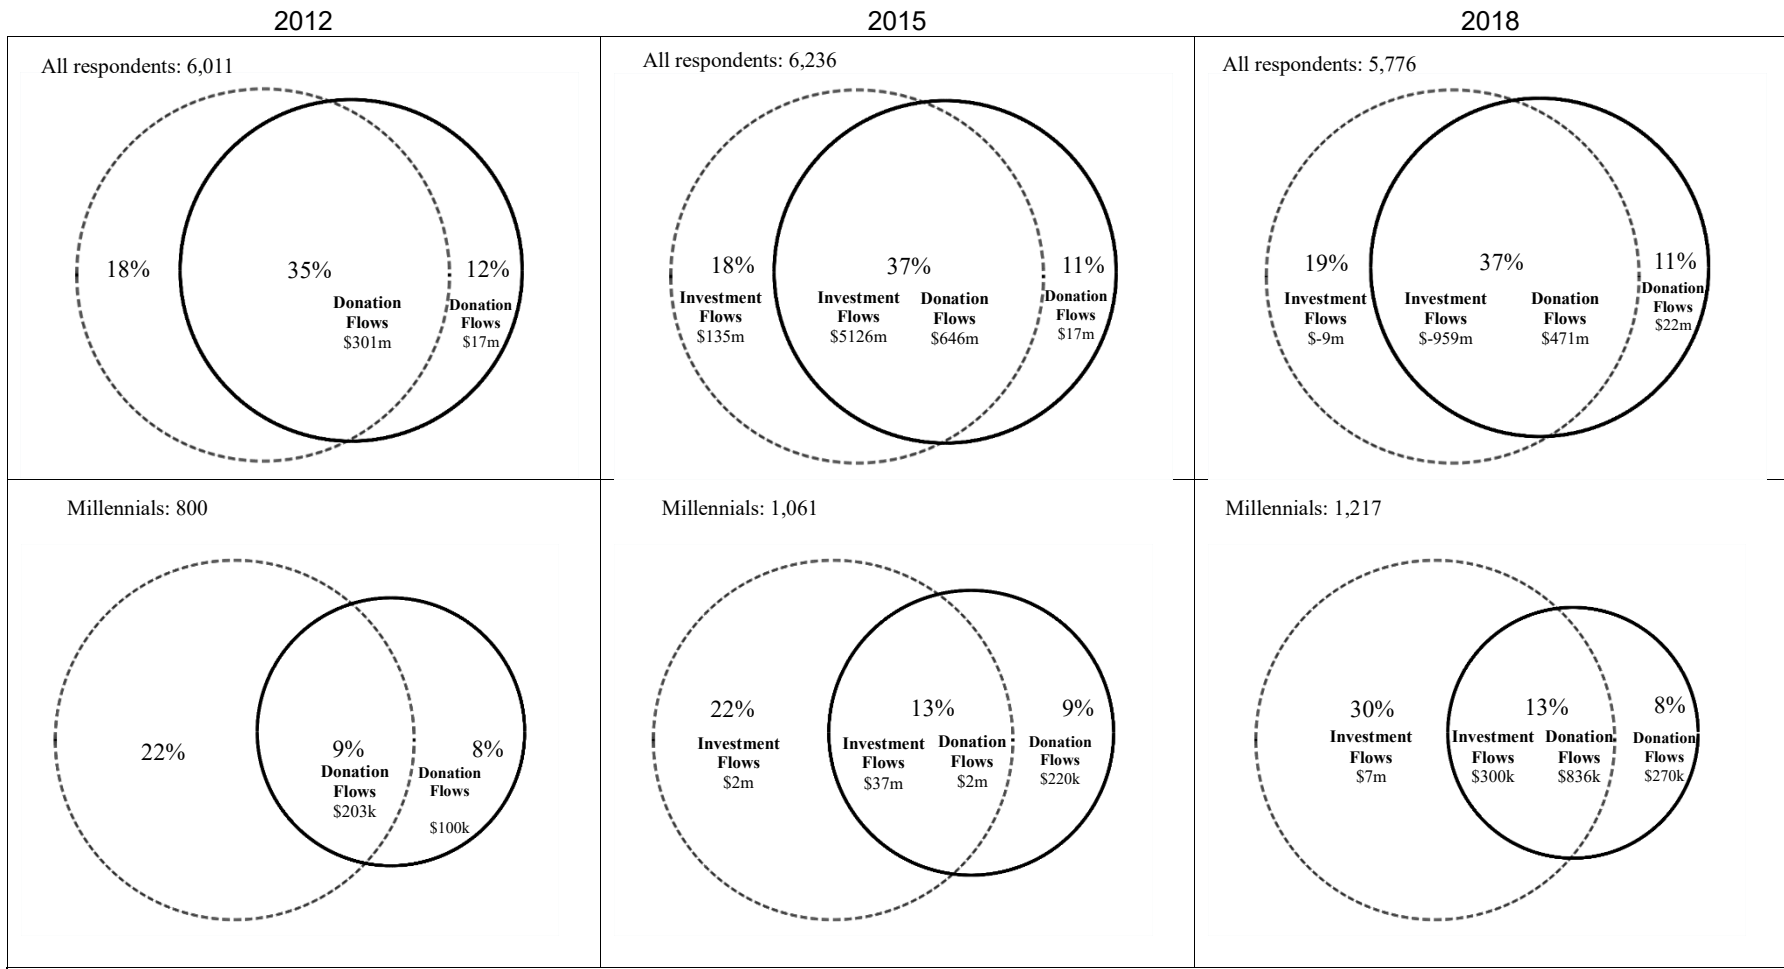 2012
2015
2018
All respondents: 6,011
18%
35%
12%
Donation
Flows
$301m
Donation
Flows
$17m
All respondents: 6,236
18%
37%
11%
Investment
Flows
$135m
Investment
Flows
$5126m
Donation
Flows
$646m
Donation
Flows
$17m
All respondents: 5,776
19%
37%
11%
Investment
Flows
$-9m
Investment
Flows
$-959m
Donation
Flows
$471m
Donation
Flows
$22m
Millennials: 800
22%
9%
8%
Donation
Flows
$203k
Donation
Flows
$100k
Millennials: 1,061
22%
13%
9%
Investment
Flows
$2m
Investment
Flows
$37m
Donation
Flows
$2m
Donation
Flows
$220k
Millennials: 1,217
30%
13%
8%
Investment
Flows
$7m
Investment
Flows
$300k
Donation
Flows
$836k
Donation
Flows
$270k